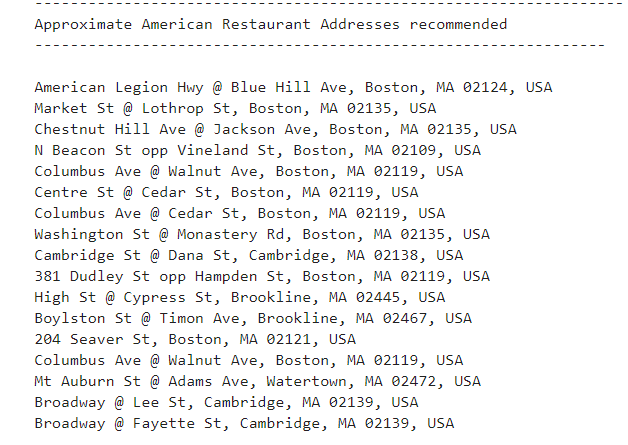 ------------------------------------------------------------------
Approximate American Restaurant Addresses recommended
----------------------------------------------------------------
American Legion Hwy @ Blue Hill Ave, Boston, MA 02124, USA
Market St @ Lothrop St, Boston, MA 02135, USA
Chestnut Hill Ave @ Jackson Ave, Boston, MA 02135, USA
N Beacon St opp Vineland St, Boston, MA 02109, USA
Columbus Ave @ Walnut Ave, Boston, MA 02119, USA
Centre St @ Cedar St, Boston, MA 02119, USA
Columbus Ave @ Cedar St, Boston, MA 02119, USA
Washington St @ Monastery Rd, Boston, MA 02135, USA
Cambridge St @ Dana St, Cambridge, MA 02138, USA
381 Dudley St opp Hampden St, Boston, MA 02119, USA
High St @ Cypress St, Brookline, MA 02445, USA
Boylston St @ Timon Ave, Brookline, MA 02467, USA
204 Seaver St, Boston, MA 02121, USA
Columbus Ave @ Walnut Ave, Boston, MA 02119, USA
Mt Auburn St @ Adams Ave, Watertown, MA 02472, USA
Broadway @ Lee St, Cambridge, MA 02139, USA
Broadway @ Fayette St, Cambridge, MA 02139, USA